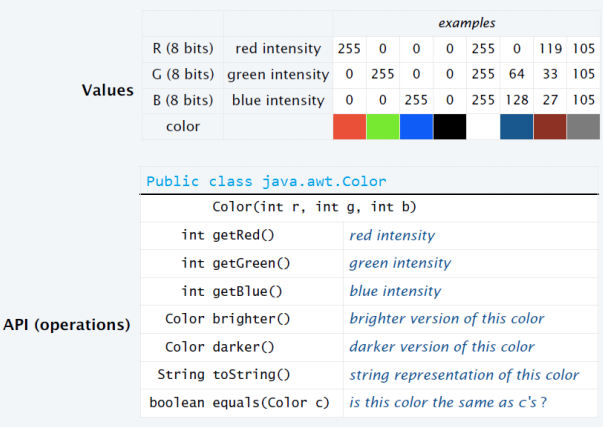 examples
R (8 bits) red intensity 255 0 0 0 255 0 119 105
G (8 bits) green intensity 0 255 0 0 255 64 33 105
B (8 bits) blue intensity 0 0 255 0 255 128 27 105
color
Values
Public class java.awt.Color
Color(int r, int g, int b)
int getRed() red intensity
int getGreen() green intensity
int getBlue() blue intensity
Color brighter() brighter version of this color
Color darker() darker version of this color
String toString() string representation of this color
boolean equals(Color c) is this color the same as c's ?
API (operations)